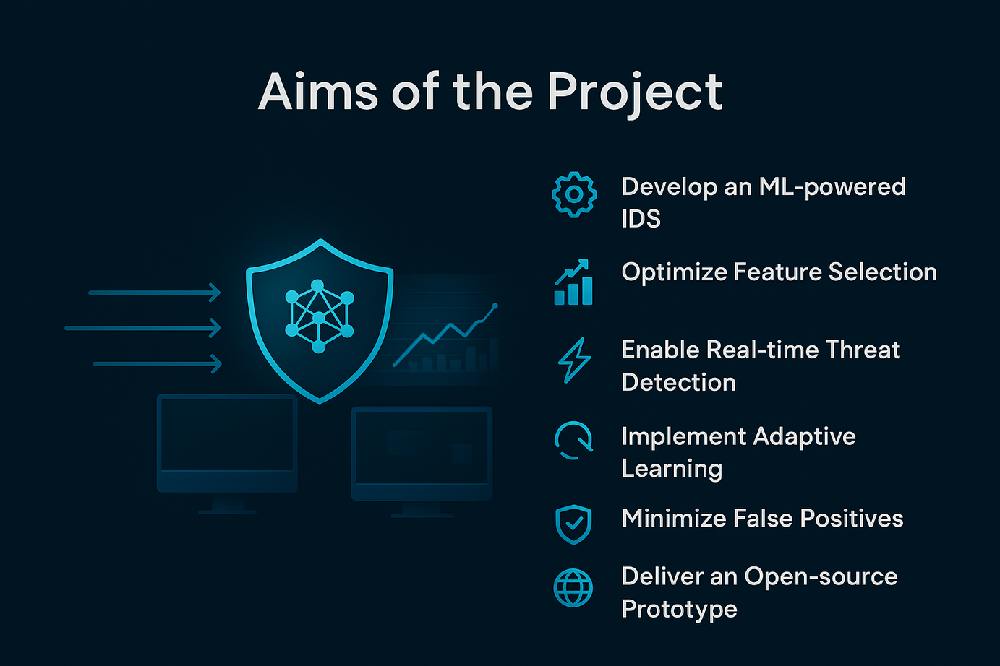 Aims of the Project
Develop an ML-powered
IDS
Optimize Feature Selection
Enable Real-time Threat
Detection
Implement Adaptive
Learning
Minimize False Positives
Deliver an Open-source
Prototype